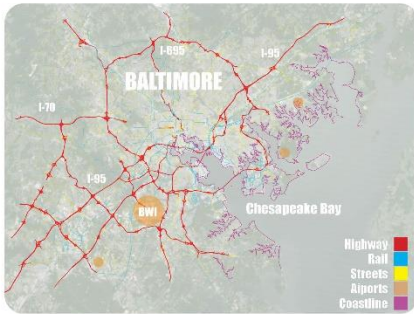 I-695
I-95
BALTIMORE
I-70
I-95
BWI
Chesapeake Bay
Highway
Rail
Streets
Aiports
Coastline